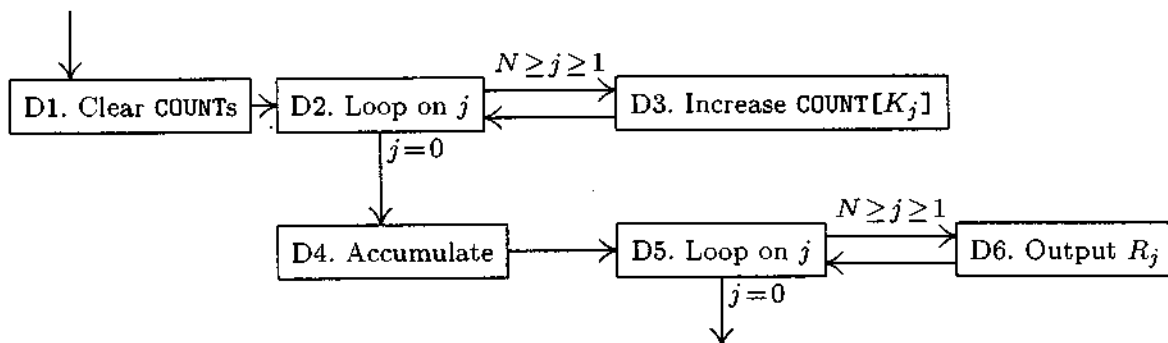 N ≥ j ≥ 1
D1. Clear COUNTs D2. Loop on j D3. Increase COUNT[K_j]
j=0
N ≥ j ≥ 1
D4. Accumulate D5. Loop on j D6. Output R_j
j=0